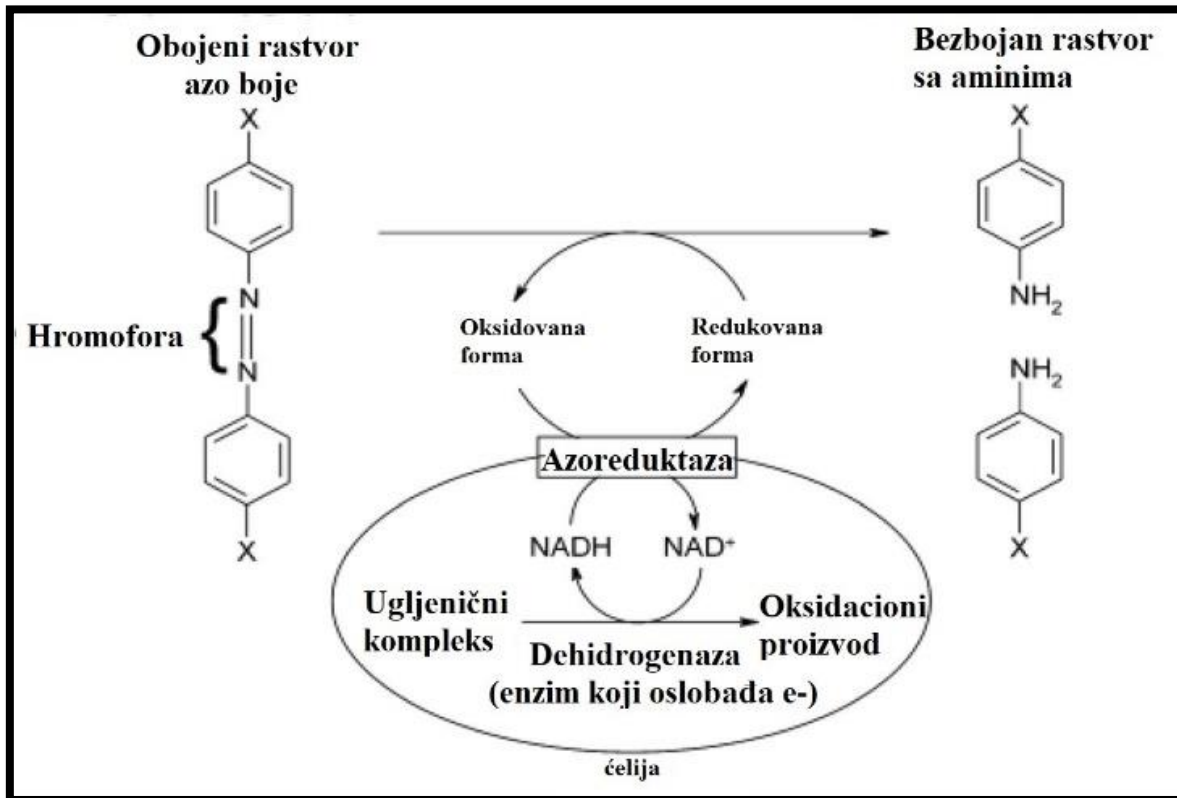 Obojeni rastvor
azo boje
X
N
N
X
Hromofora
Bezbojan rastvor
sa aminima
X
NH2
NH2
X
Oksidovana
forma
Redukovana
forma
Azoreduktaza
NADH
NAD+
Ugljenični
kompleks
Oksidacioni
proizvod
Dehidrogenaza
(enzim koji oslobađa e-)
ćelija